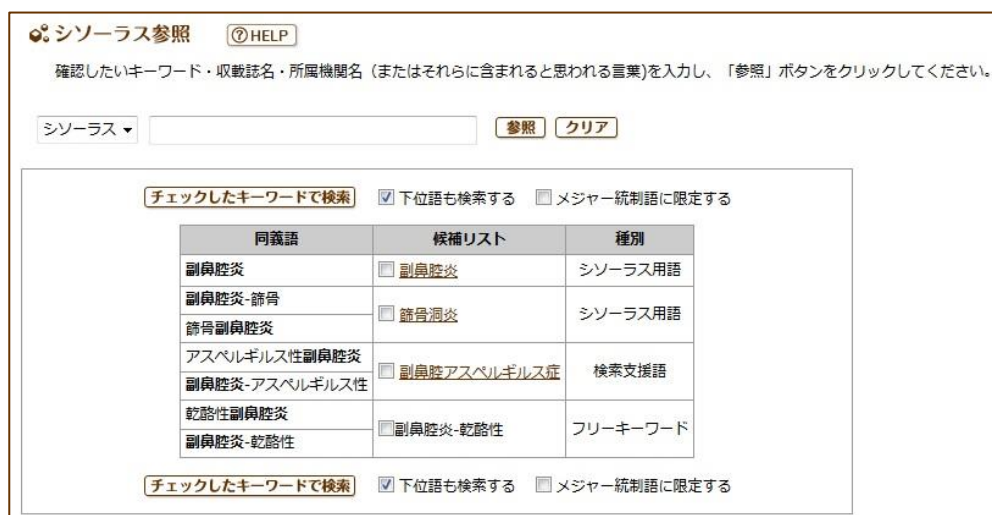 シソーラス参照 ?HELP
確認したいキーワード・収載誌名・所属機関名（またはそれらに含まれると思われる言葉)を入力し、「参照」ボタンをクリックしてください。
シソーラス 参照 クリア
チェックしたキーワードで検索 下位語も検索する メジャー統制語に限定する
同義語 候補リスト 種別
副鼻腔炎 副鼻腔炎 シソーラス用語
副鼻腔炎-篩骨
篩骨洞炎 シソーラス用語
篩骨副鼻腔炎
アスペルギルス性副鼻腔炎
副鼻腔アスペルギルス症 検索支援語
副鼻腔炎-アスペルギルス性
乾酪性副鼻腔炎
副鼻腔炎-乾酪性 フリーキーワード
副鼻腔炎-乾酪性
チェックしたキーワードで検索 下位語も検索する メジャー統制語に限定する